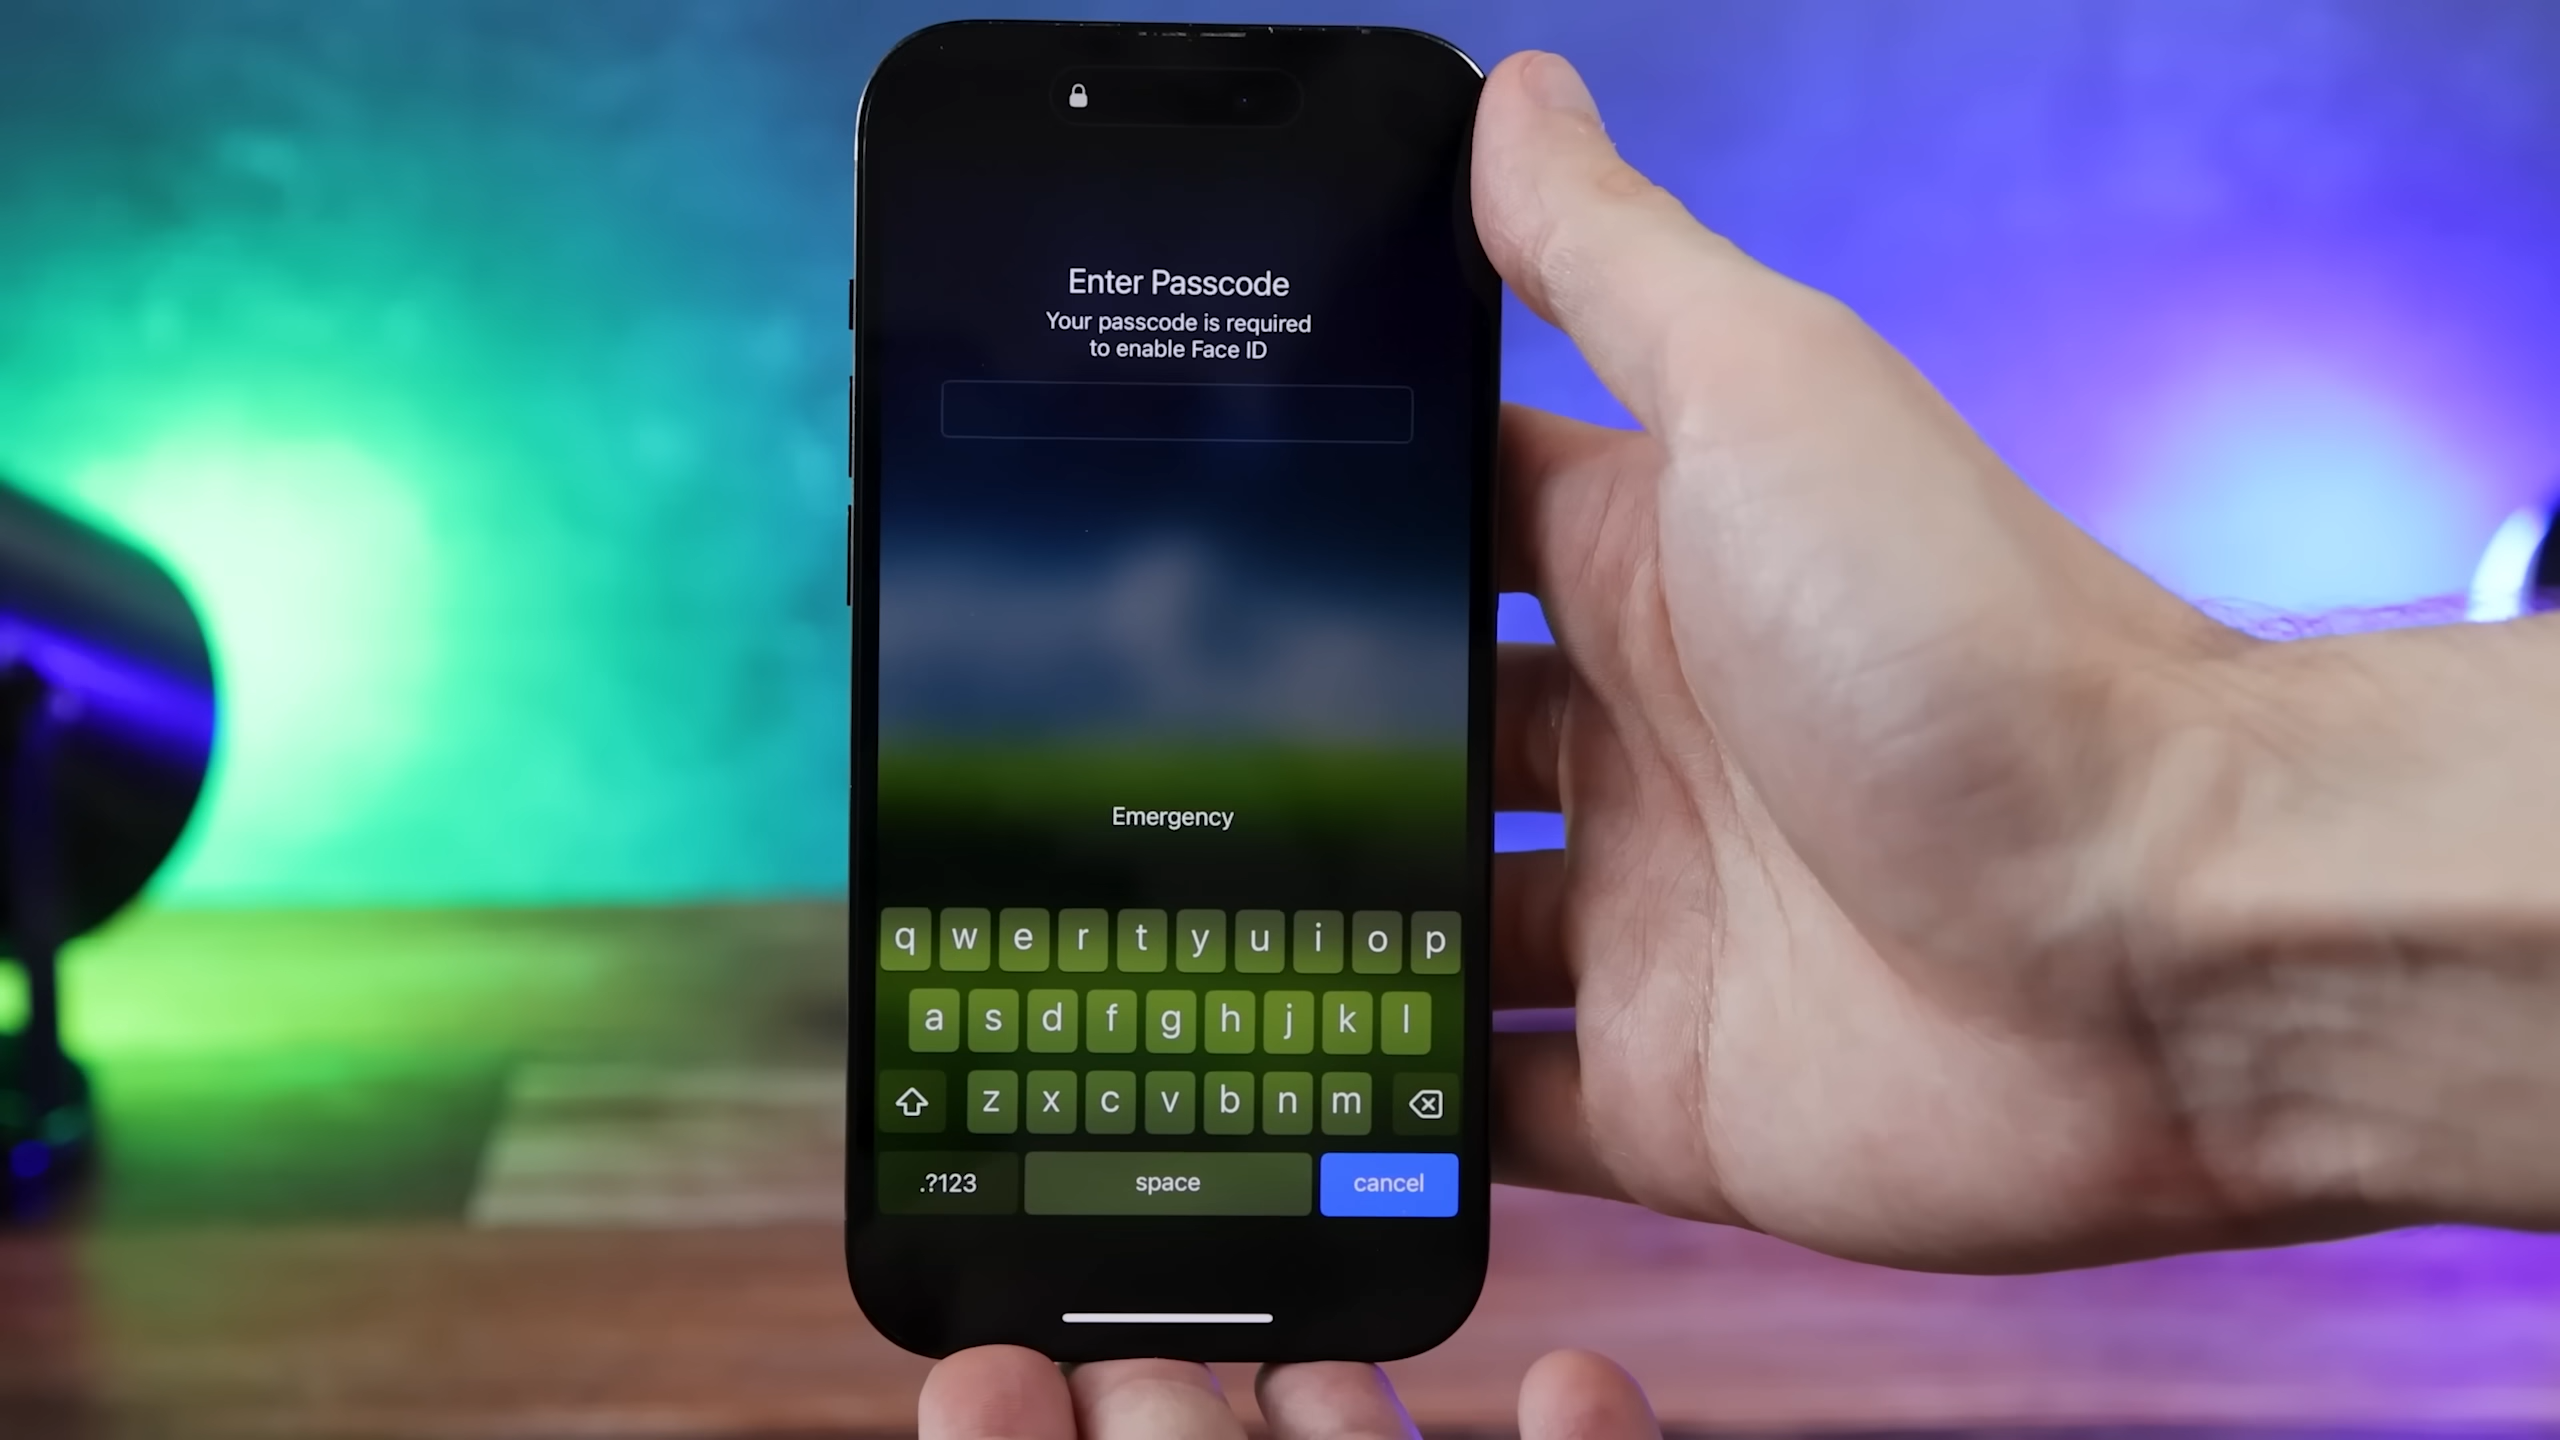 Enter Passcode
Your passcode is required
to enable Face ID
Emergency
q w e r t y u i o p
a s d f g h j k l
z x c v b n m
.?123 space cancel